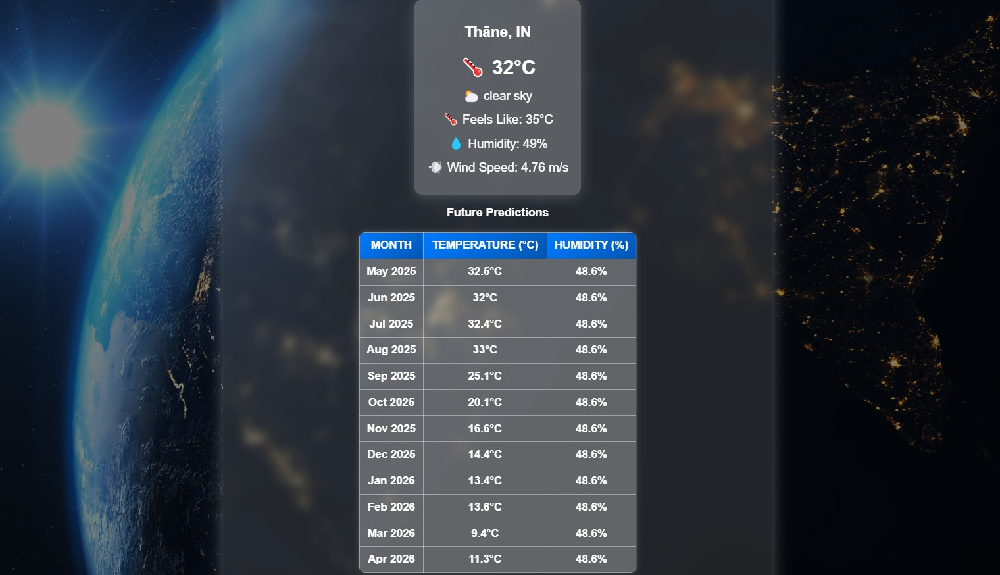 Thāne, IN
32°C
clear sky
Feels Like: 35°C
Humidity: 49%
Wind Speed: 4.76 m/s
Future Predictions
MONTH TEMPERATURE (°C) HUMIDITY (%)
May 2025 32.5°C 48.6%
Jun 2025 32°C 48.6%
Jul 2025 32.4°C 48.6%
Aug 2025 33°C 48.6%
Sep 2025 25.1°C 48.6%
Oct 2025 20.1°C 48.6%
Nov 2025 16.6°C 48.6%
Dec 2025 14.4°C 48.6%
Jan 2026 13.4°C 48.6%
Feb 2026 13.6°C 48.6%
Mar 2026 9.4°C 48.6%
Apr 2026 11.3°C 48.6%